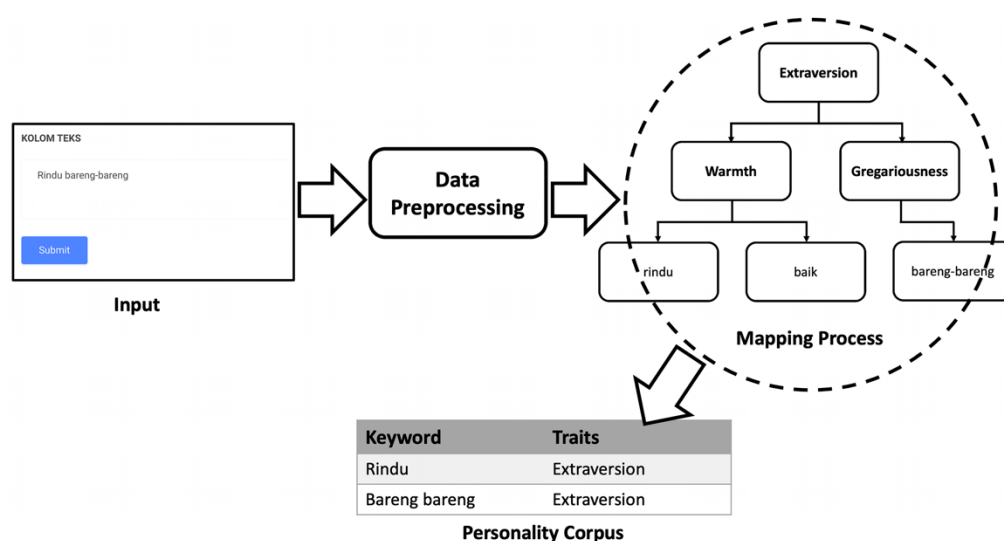 KOLOM TEKS
Rindu bareng-bareng
Submit
Input
Data
Preprocessing
Extraversion
Warmth
Gregariousness
rindu
baik
bareng-bareng
Mapping Process
Keyword Traits
Rindu Extraversion
Bareng bareng Extraversion
Personality Corpus